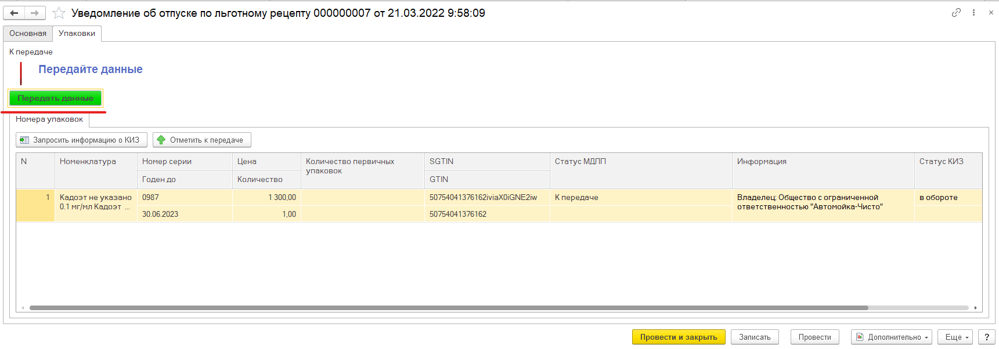 Уведомление об отпуске по льготному рецепту 000000007 от 21.03.2022 9:58:09
Основная Упаковки
К передаче
Передайте данные
Передать данные
Номера упаковок
Запросить информацию о КИЗ Отметить к передаче
N Номенклатура Номер серии Цена Количество первичных упаковок SGTIN Статус МДЛП Информация Статус КИЗ
Годен до Количество GTIN
1 Кадоэт не указано 0987 1 300,00 50754041376162iviaX0iGNE2iw К передаче Владелец: Общество с ограниченной в обороте
0.1 мг/мл Кадоэт ... ответственностью "Автомойка-Чисто"
30.06.2023 1,00 50754041376162
Провести и закрыть Записать Провести Дополнительно Еще ?